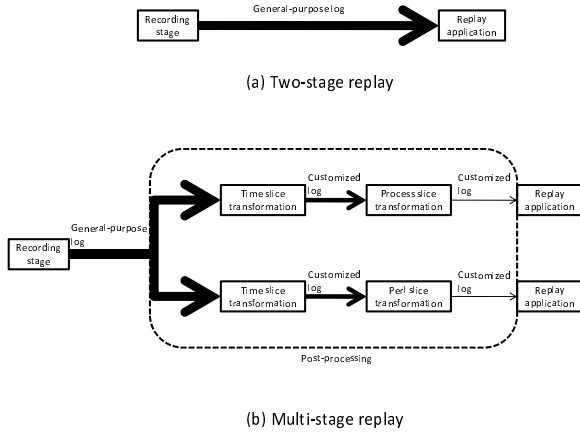 General-purpose log
Recording
stage
Replay
application
(a) Two-stage replay
Time slice
transformation
Customized
log
Process slice
transformation
Customized
log
Replay
application
General-purpose
log
Recording
stage
Time slice
transformation
Customized
log
Perl slice
transformation
Customized
log
Replay
application
Post-processing
(b) Multi-stage replay